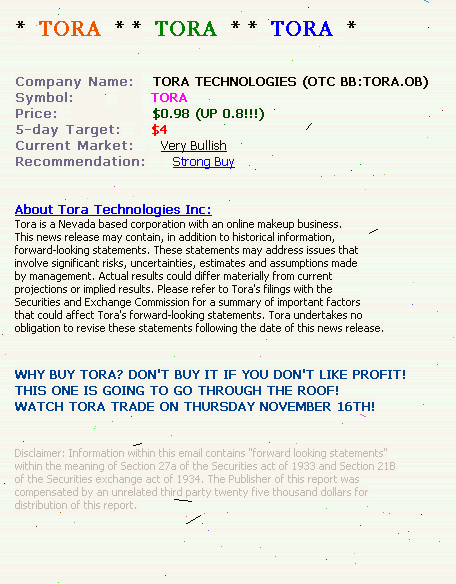 * TORA * * TORA * * TORA *
Company Name: TORA TECHNOLOGIES (OTC BB:TORA.OB)
Symbol: TORA
Price: $0.98 (UP 0.8!!!)
5-day Target: $4
Current Market: Very Bullish
Recommendation: Strong Buy
About Tora Technologies Inc:
Tora is a Nevada based corporation with an online makeup business.
This news release may contain, in addition to historical information,
forward-looking statements. These statements may address issues that
involve significant risks, uncertainties, estimates and assumptions made
by management. Actual results could differ materially from current
projections or implied results. Please refer to Tora's filings with the
Securities and Exchange Commission for a summary of important factors
that could affect Tora's forward-looking statements. Tora undertakes no
obligation to revise these statements following the date of this news release.
WHY BUY TORA? DON'T BUY IT IF YOU DON'T LIKE PROFIT!
THIS ONE IS GOING TO GO THROUGH THE ROOF!
WATCH TORA TRADE ON THURSDAY NOVEMBER 16TH!
Disclaimer: Information within this email contains "forward looking statements"
within the meaning of Section 27a of the Securities act of 1933 and Section 21B
of the Securities exchange act of 1934. The Publisher of this report was
compensated by an unrelated third party twenty five thousand dollars for
distribution of this report.